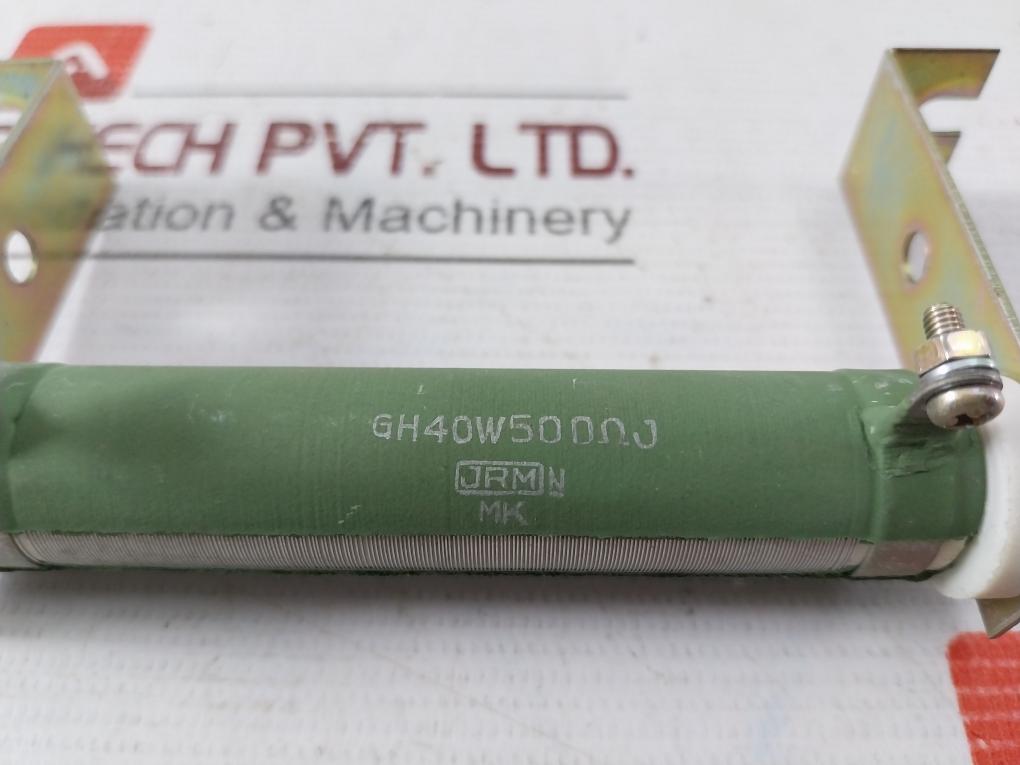 A
ECH PVT. LTD.
ation & Machinery
GH40W500ΩJ
JRM N
MK